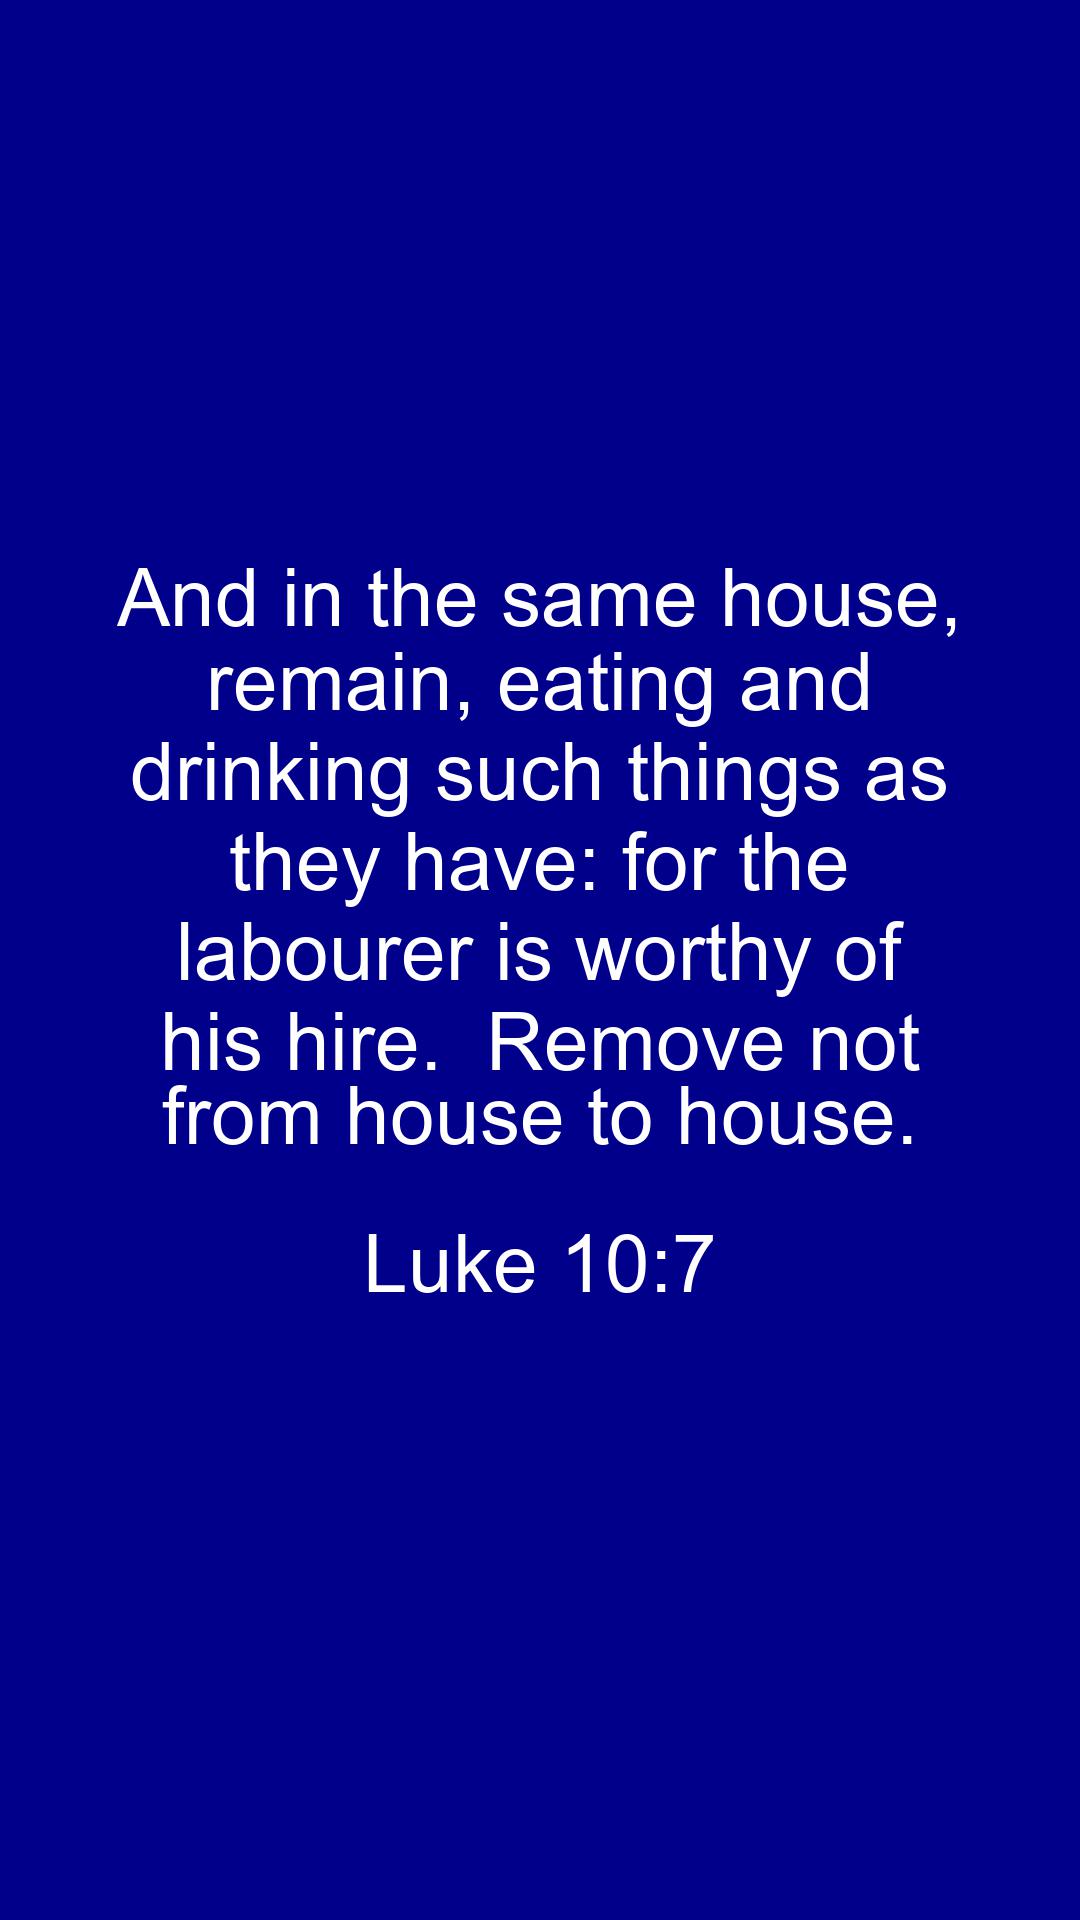 And in the same house,
remain, eating and
drinking such things as
they have: for the
labourer is worthy of
his hire.  Remove not
from house to house.
Luke 10:7